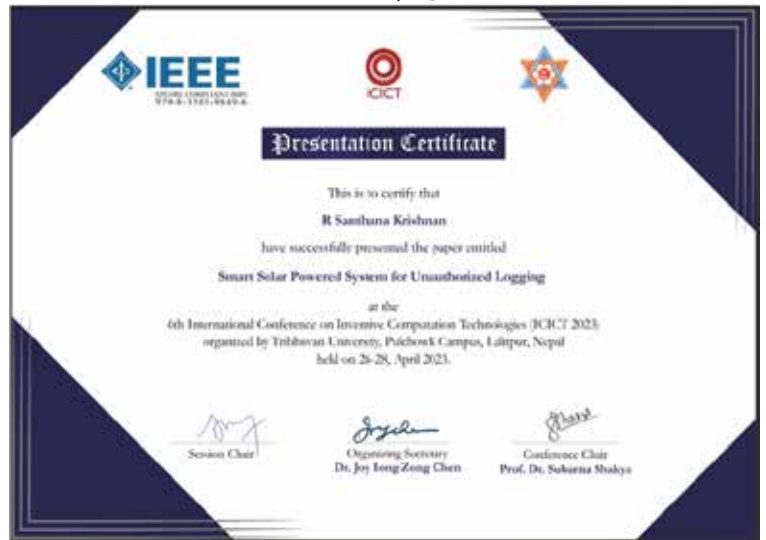 IEEE
ICICT
Presentation Certificate
This is to certify that
R Santhana Krishnan
have successfully presented the paper entitled
Smart Solar Powered System for Unauthorized Logging
at the
6th International Conference on Inventive Computation Technologies (ICICT 2023)
organized by Tribhuvan University, Pulchowk Campus, Lalitpur, Nepal
held on 26-28, April 2023.
Session Chair
Organizing Secretary
Dr. Joy Iong Zong Chen
Conference Chair
Prof. Dr. Subarna Shakya